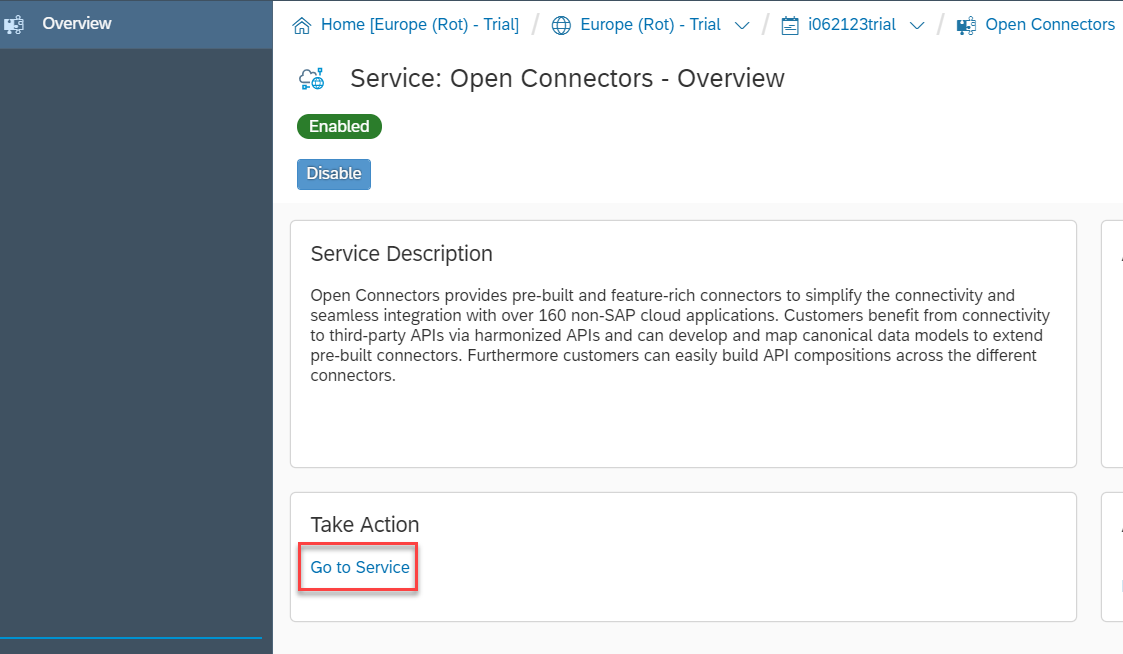 Overview
Home [Europe (Rot) - Trial] / Europe (Rot) - Trial / i062123trial / Open Connectors
Service: Open Connectors - Overview
Enabled
Disable
Service Description
Open Connectors provides pre-built and feature-rich connectors to simplify the connectivity and
seamless integration with over 160 non-SAP cloud applications. Customers benefit from connectivity
to third-party APIs via harmonized APIs and can develop and map canonical data models to extend
pre-built connectors. Furthermore customers can easily build API compositions across the different
connectors.
Take Action
Go to Service